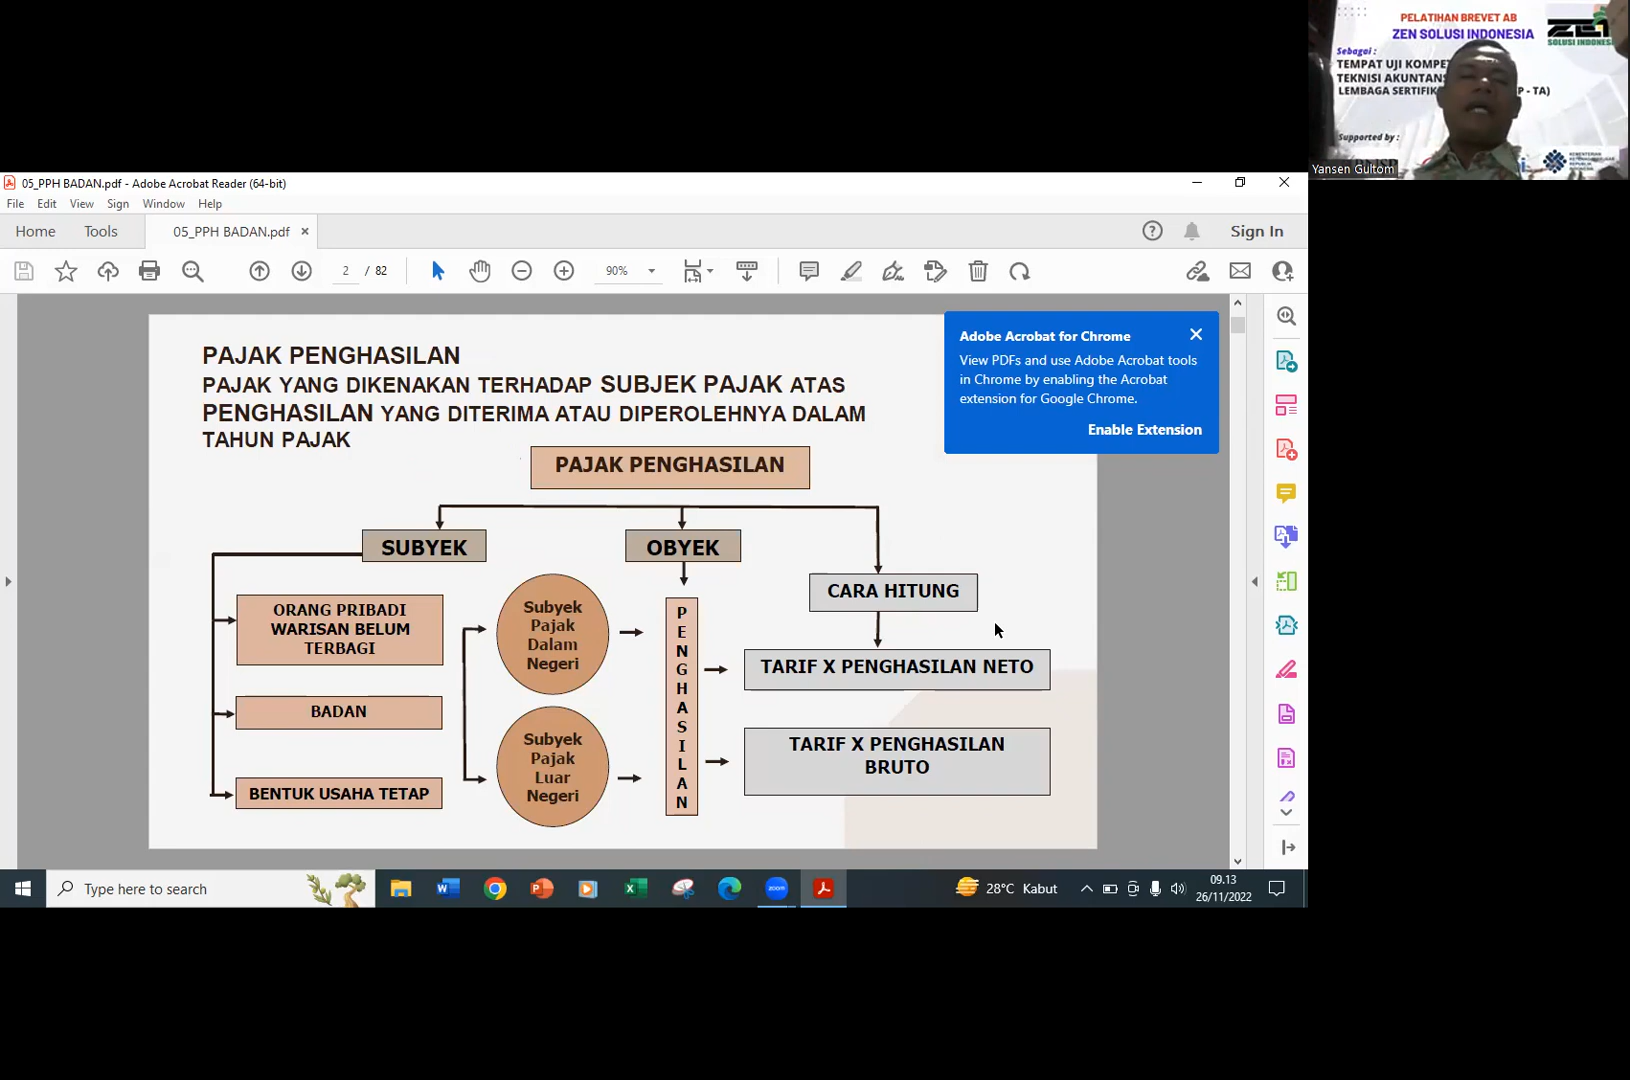 PELATIHAN BREVET AB
ZEN SOLUSI INDONESIA
SOLUSI INDONESIA
Sebagai :
TEMPAT UJI
TEKNISI
LEMBAGA
- TA)
Supported by :
Yansen Gultom
05_PPH BADAN.pdf - Adobe Acrobat Reader (64-bit)
File Edit View Sign Window Help
Home Tools 05_PPH BADAN.pdf × Sign In
2 / 82 90%
PAJAK PENGHASILAN
PAJAK YANG DIKENAKAN TERHADAP SUBJEK PAJAK ATAS
PENGHASILAN YANG DITERIMA ATAU DIPEROLEHNYA DALAM
TAHUN PAJAK
Adobe Acrobat for Chrome
View PDFs and use Adobe Acrobat tools
in Chrome by enabling the Acrobat
extension for Google Chrome.
Enable Extension
PAJAK PENGHASILAN
SUBYEK
OBYEK
CARA HITUNG
ORANG PRIBADI
WARISAN BELUM
TERBAGI
BADAN
BENTUK USAHA TETAP
Subyek
Pajak
Dalam
Negeri
Subyek
Pajak
Luar
Negeri
P
E
N
G
H
A
S
I
L
A
N
TARIF X PENGHASILAN NETO
TARIF X PENGHASILAN
BRUTO
Type here to search
28°C Kabut
09.13
26/11/2022